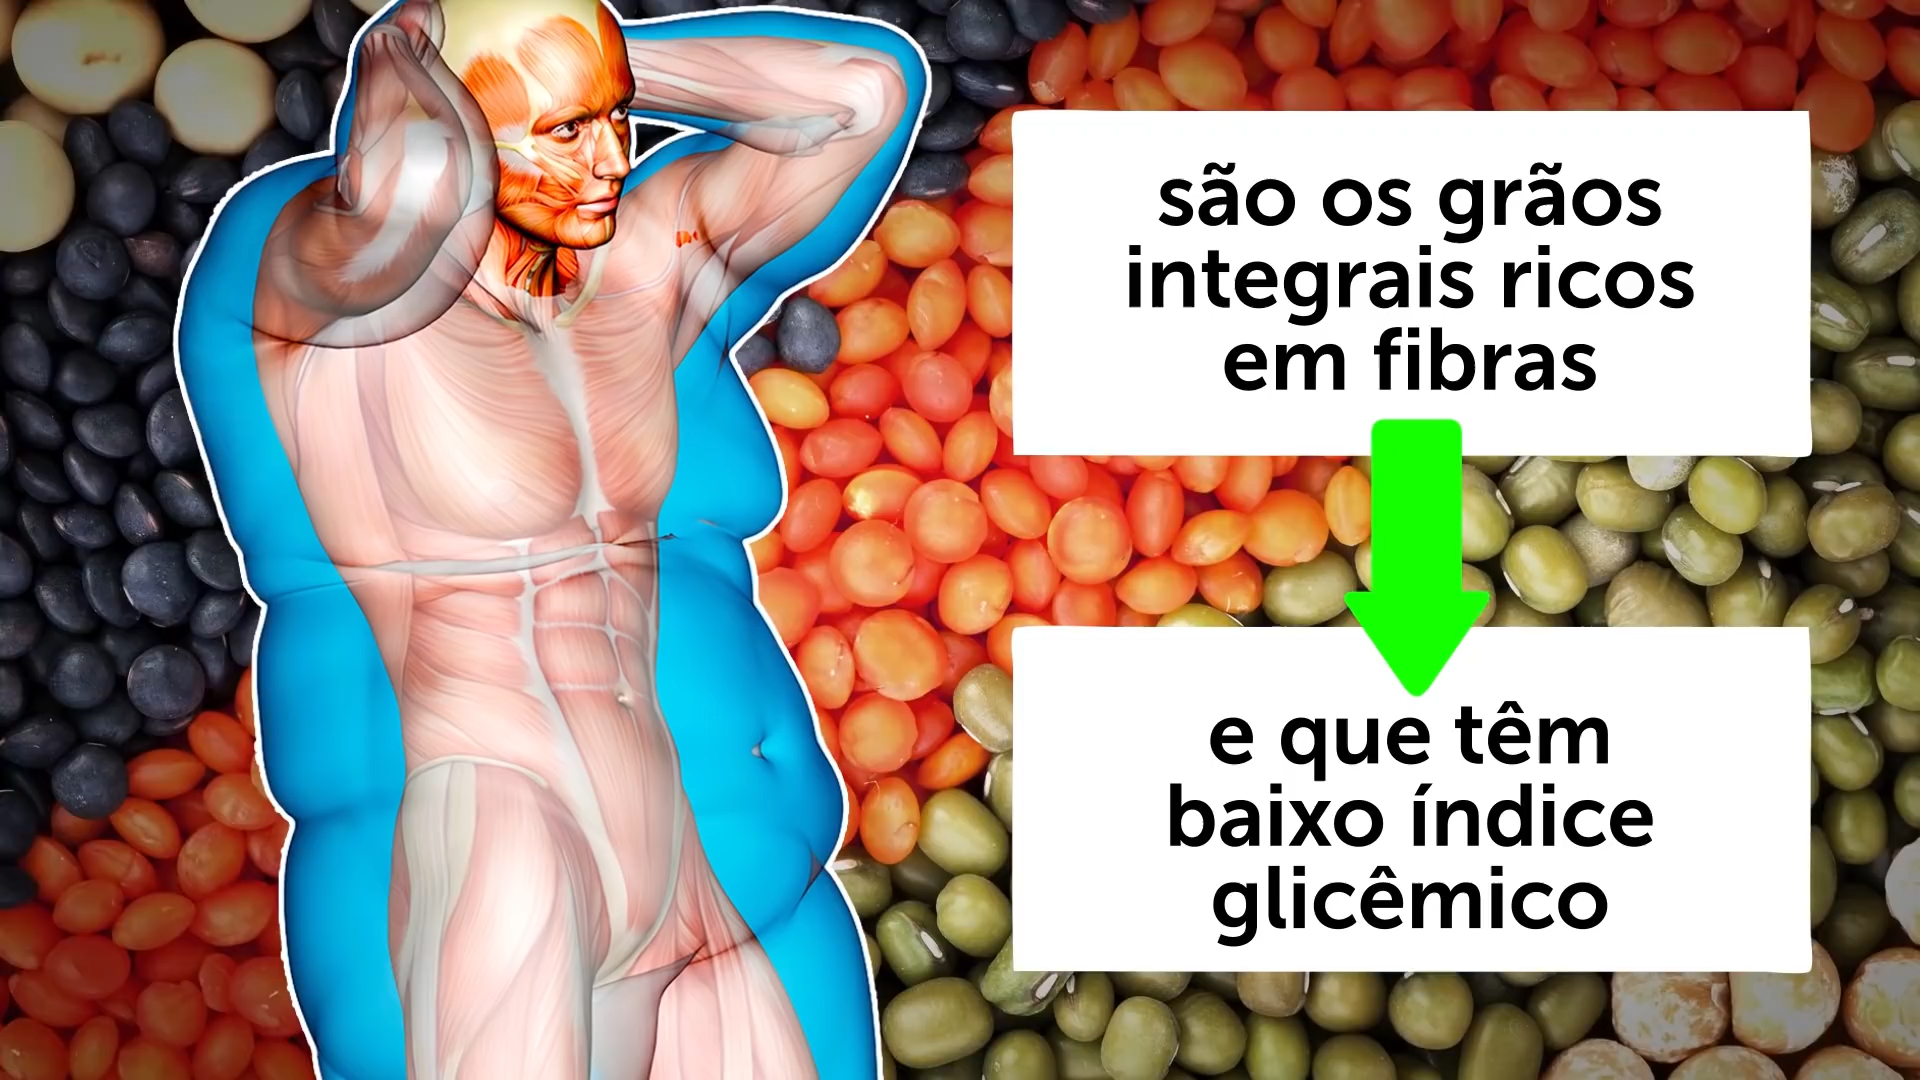 são os grãos
integrais ricos
em fibras
e que têm
baixo índice
glicêmico